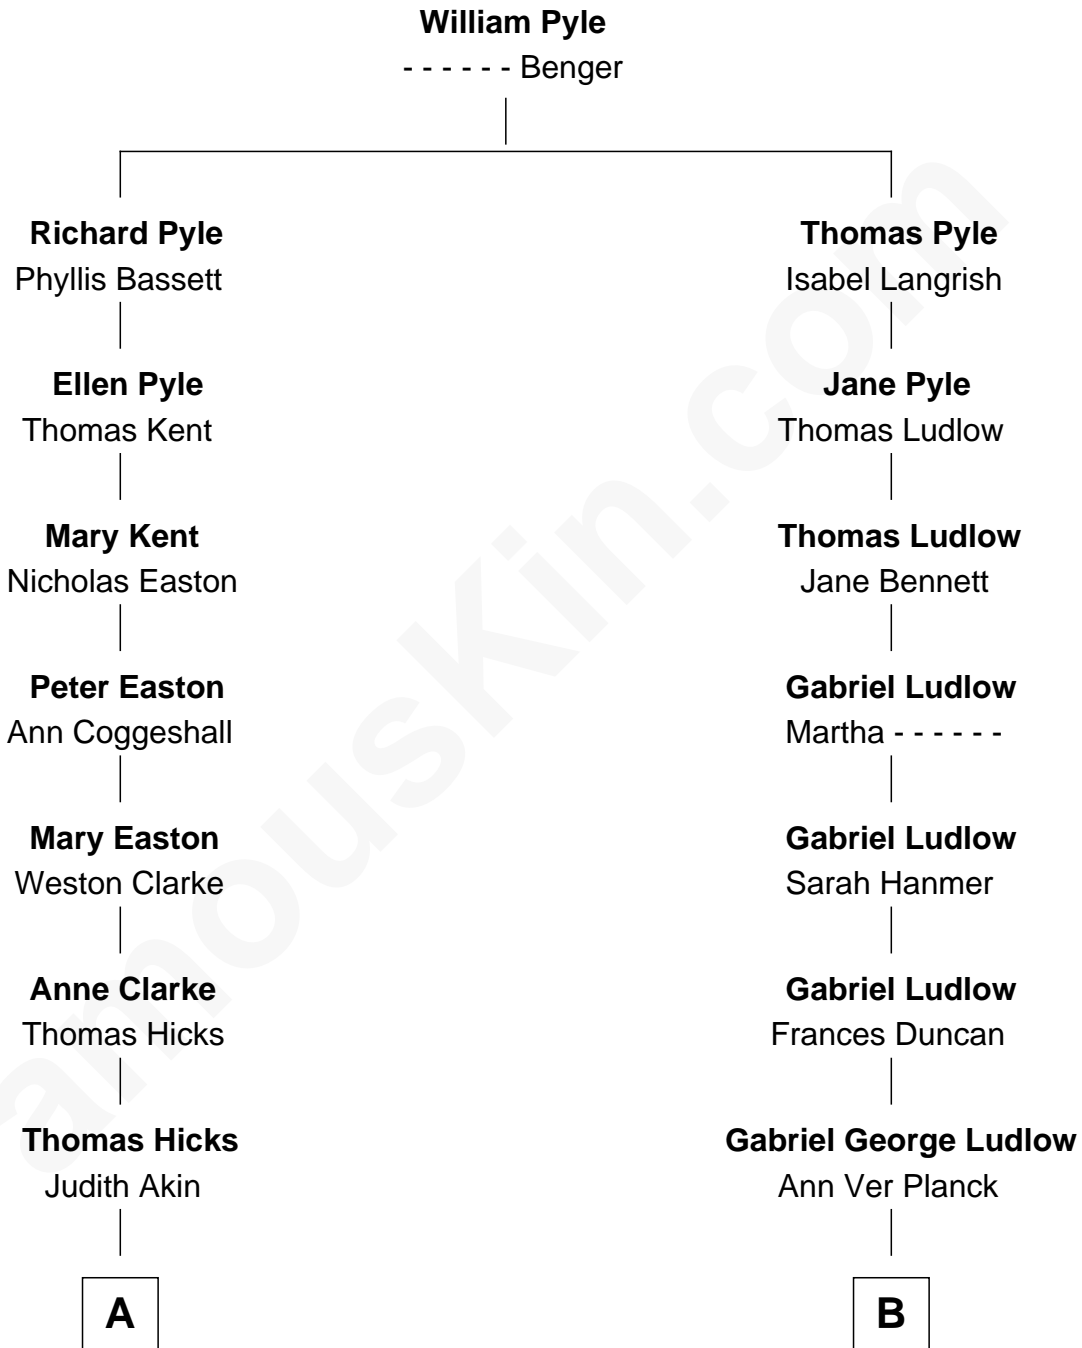 William Pyle
- - - - - - Benger
Richard Pyle
Phyllis Bassett
Thomas Pyle
Isabel Langrish
Ellen Pyle
Thomas Kent
Jane Pyle
Thomas Ludlow
Mary Kent
Nicholas Easton
Thomas Ludlow
Jane Bennett
Peter Easton
Ann Coggeshall
Gabriel Ludlow
Martha - - - - - -
Mary Easton
Weston Clarke
Gabriel Ludlow
Sarah Hanmer
Anne Clarke
Thomas Hicks
Gabriel Ludlow
Frances Duncan
Thomas Hicks
Judith Akin
Gabriel George Ludlow
Ann Ver Planck
A
B
amouskin.com